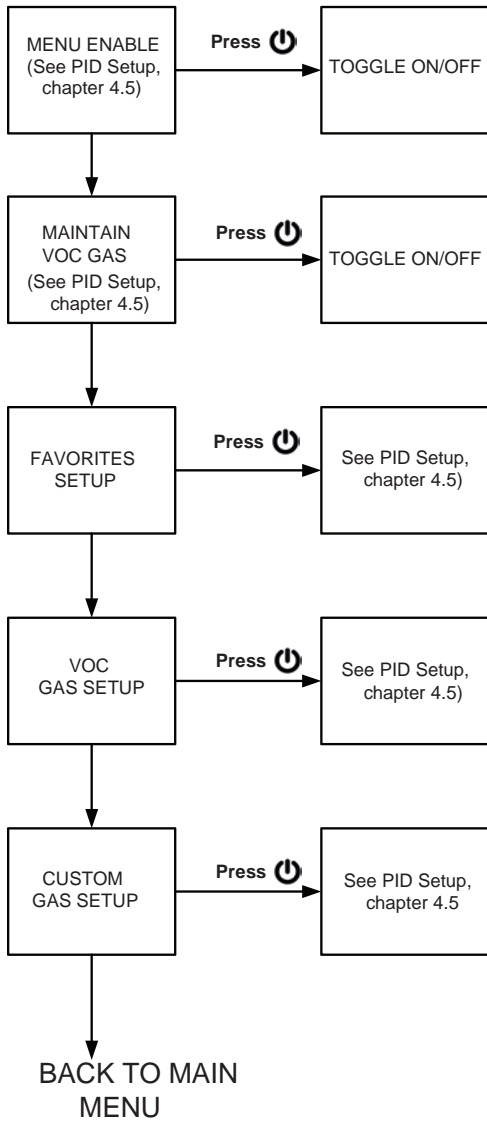 MENU ENABLE
(See PID Setup,
chapter 4.5)
Press
TOGGLE ON/OFF
MAINTAIN
VOC GAS
(See PID Setup,
chapter 4.5)
Press
TOGGLE ON/OFF
FAVORITES
SETUP
Press
See PID Setup,
chapter 4.5)
VOC
GAS SETUP
Press
See PID Setup,
chapter 4.5)
CUSTOM
GAS SETUP
Press
See PID Setup,
chapter 4.5
BACK TO MAIN
MENU